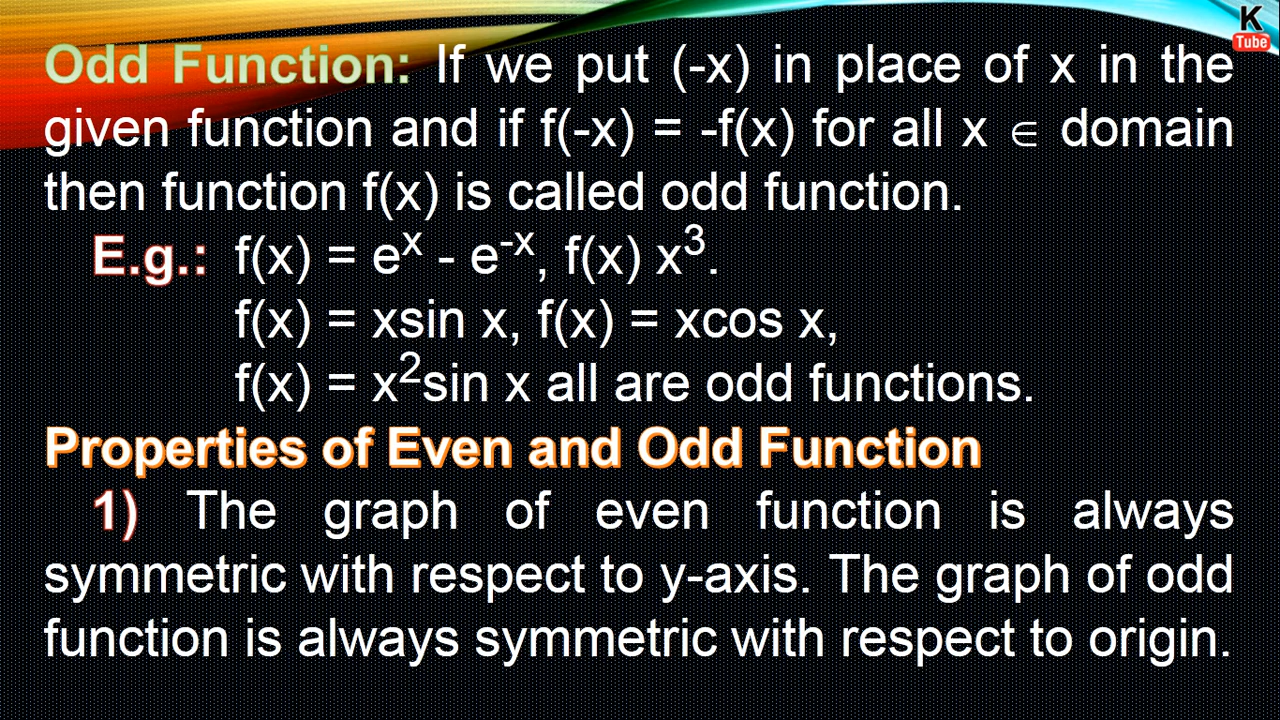 K
Tube
Odd Function: If we put (-x) in place of x in the
given function and if f(-x) = -f(x) for all x ∈ domain
then function f(x) is called odd function.
E.g.: f(x) = eˣ - e⁻ˣ, f(x) x³.
f(x) = xsin x, f(x) = xcos x,
f(x) = x²sin x all are odd functions.
Properties of Even and Odd Function
1) The graph of even function is always
symmetric with respect to y-axis. The graph of odd
function is always symmetric with respect to origin.